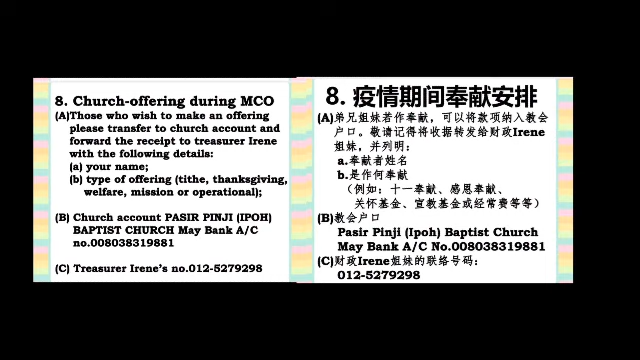 8. Church-offering during MCO
(A)Those who wish to make an offering
please transfer to church account and
forward the receipt to treasurer Irene
with the following details:
(a) your name;
(b) type of offering (tithe, thanksgiving,
welfare, mission or operational);
(B) Church account PASIR PINJI (IPOH)
BAPTIST CHURCH May Bank A/C
no.008038319881
(C) Treasurer Irene's no.012-5279298
8. 疫情期间奉献安排
(A)弟兄姐妹若作奉献，可以将款项纳入教会
户口。敬请记得将收据转发给财政Irene
姐妹，并列明：
a.奉献者姓名
b.是作何奉献
（例如：十一奉献、感恩奉献、
关怀基金、宣教基金或经常费等等）
(B)教会户口
Pasir Pinji (Ipoh) Baptist Church
May Bank A/C No.008038319881
(C)财政Irene姐妹的联络号码：
012-5279298